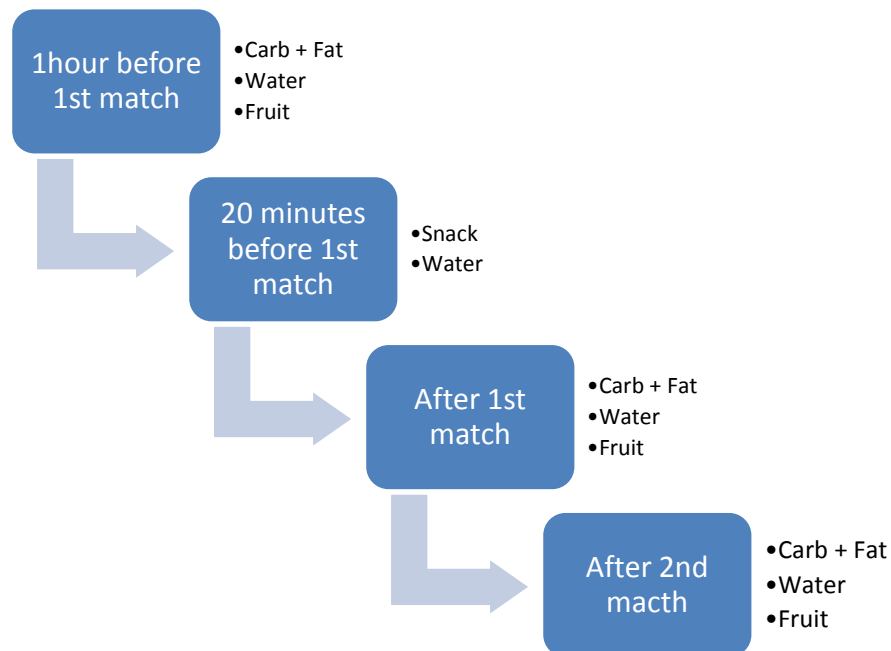 1hour before
1st match
•Carb + Fat
•Water
•Fruit
20 minutes
before 1st
match
•Snack
•Water
After 1st
match
•Carb + Fat
•Water
•Fruit
After 2nd
macth
•Carb + Fat
•Water
•Fruit